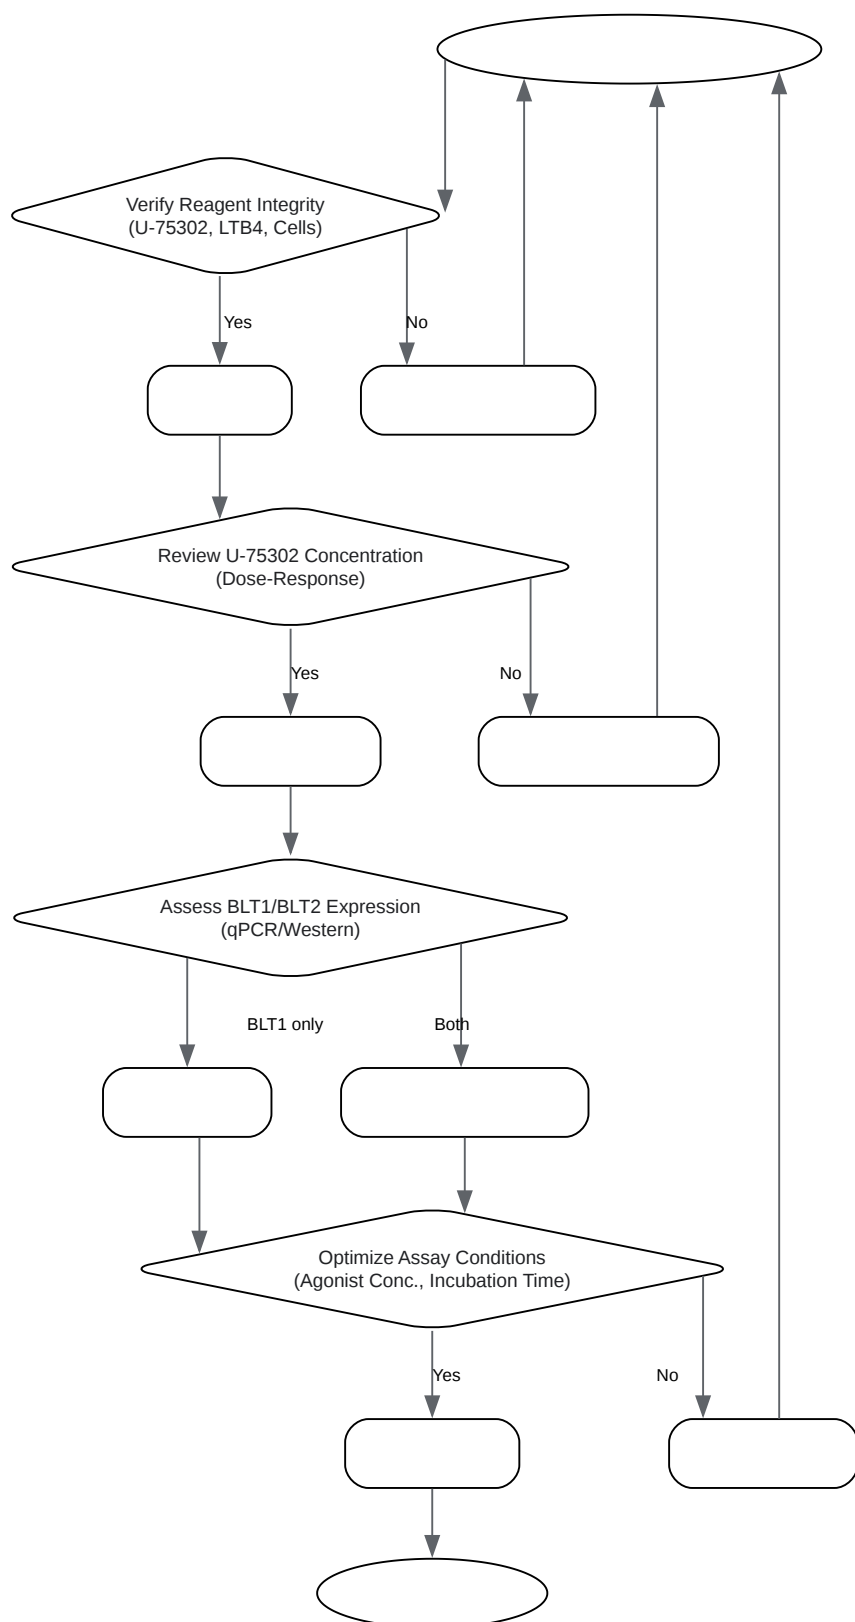 Verify Reagent Integrity
(U-75302, LTB4, Cells)
Yes
No
Review U-75302 Concentration
(Dose-Response)
Yes
No
Assess BLT1/BLT2 Expression
(qPCR/Western)
BLT1 only
Both
Optimize Assay Conditions
(Agonist Conc., Incubation Time)
Yes
No